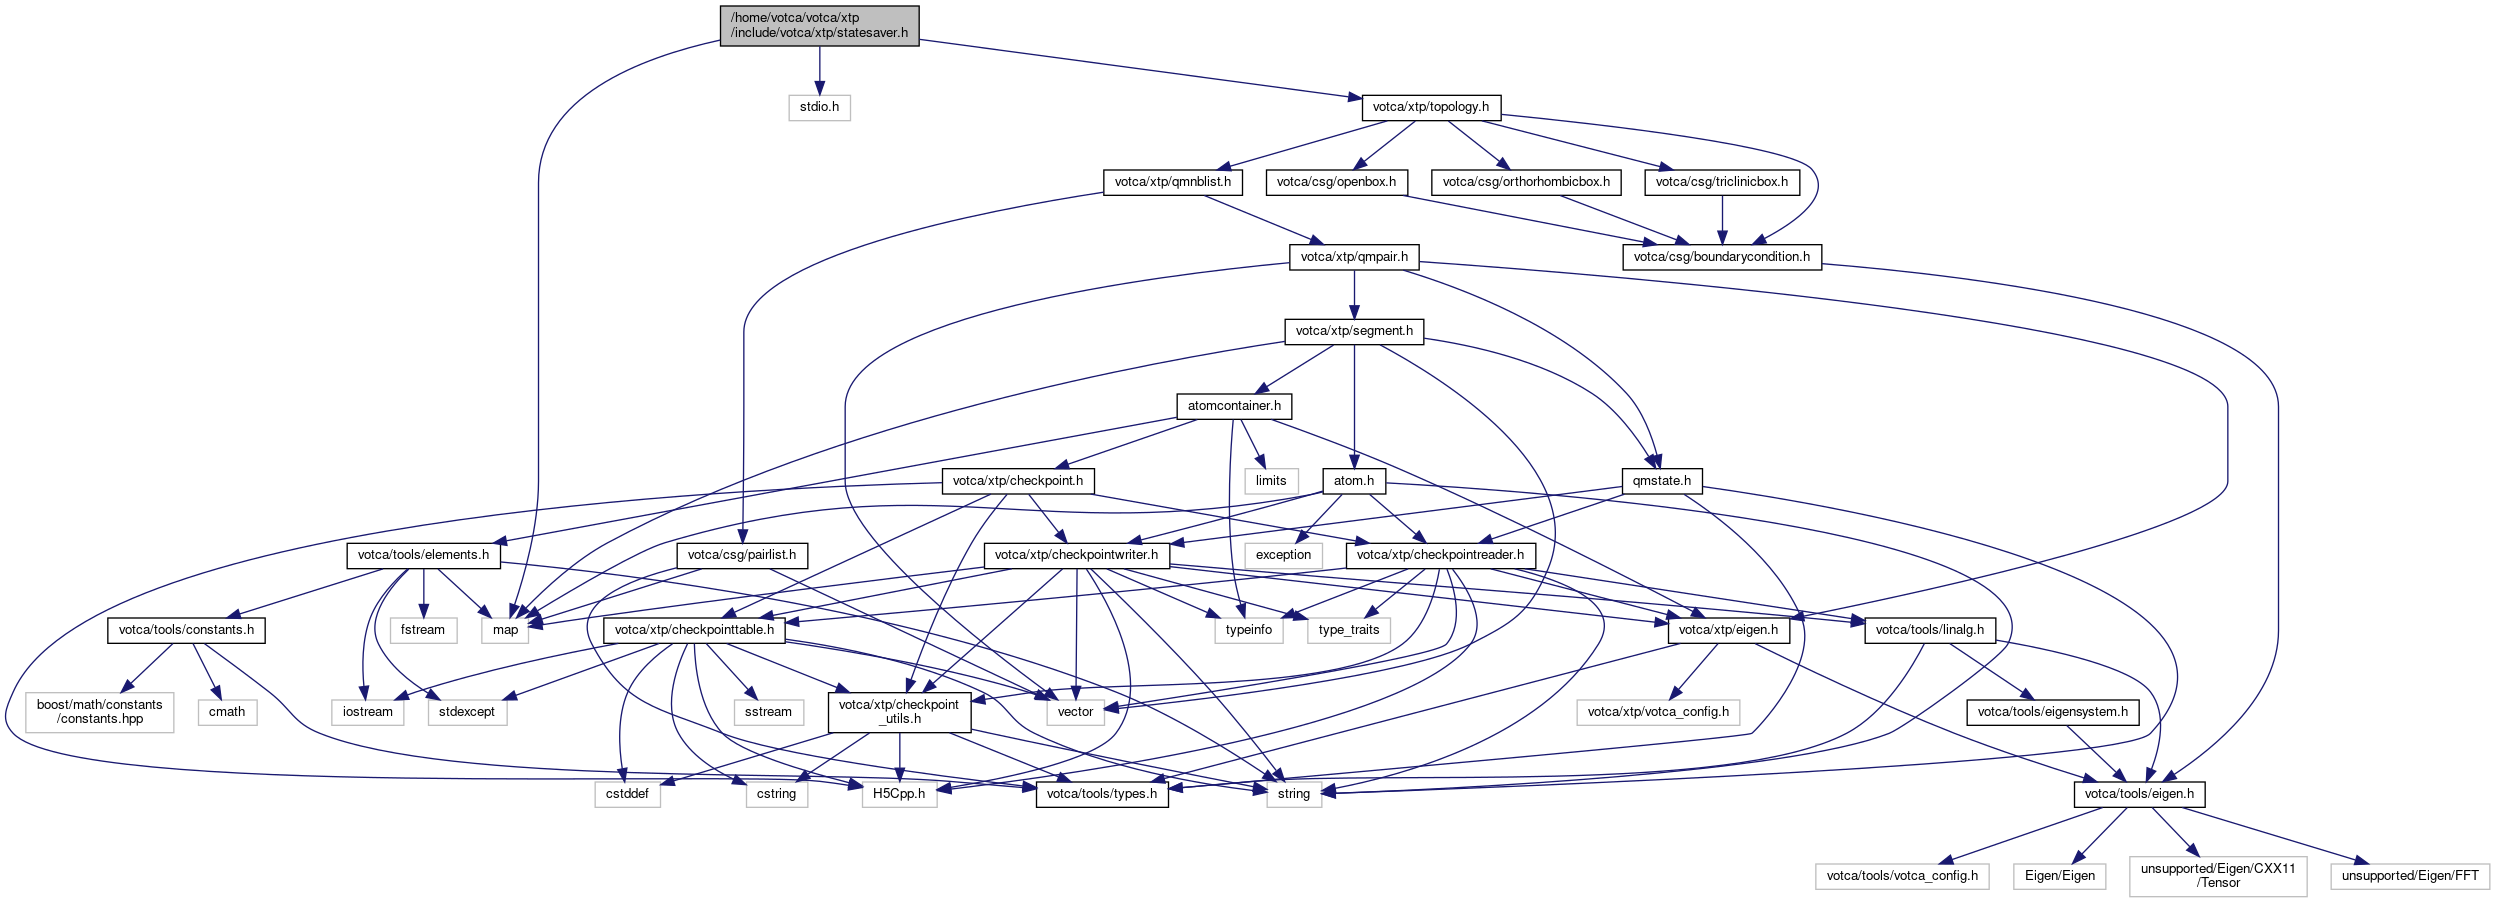 /home/votca/votca/xtp
/include/votca/xtp/statesaver.h
stdio.h
votca/xtp/topology.h
votca/xtp/qmnblist.h
votca/csg/openbox.h
votca/csg/orthorhombicbox.h
votca/csg/triclinicbox.h
votca/xtp/qmpair.h
votca/csg/boundarycondition.h
votca/xtp/segment.h
atomcontainer.h
votca/xtp/checkpoint.h
limits
atom.h
qmstate.h
votca/tools/elements.h
votca/csg/pairlist.h
votca/xtp/checkpointwriter.h
exception
votca/xtp/checkpointreader.h
votca/tools/constants.h
fstream
map
votca/xtp/checkpointtable.h
typeinfo
type_traits
votca/xtp/eigen.h
votca/tools/linalg.h
boost/math/constants
/constants.hpp
cmath
iostream
stdexcept
sstream
votca/xtp/checkpoint
_utils.h
vector
votca/xtp/votca_config.h
votca/tools/eigensystem.h
cstddef
cstring
H5Cpp.h
votca/tools/types.h
string
votca/tools/eigen.h
votca/tools/votca_config.h
Eigen/Eigen
unsupported/Eigen/CXX11
/Tensor
unsupported/Eigen/FFT